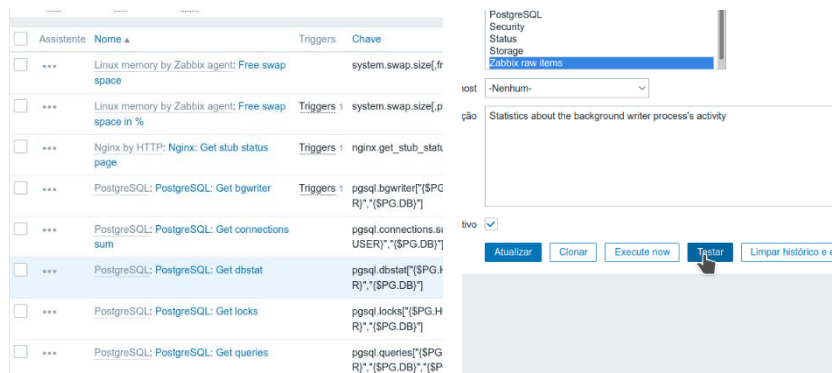 Assistente Nome Triggers Chave
Linux memory by Zabbix agent: Free swap
space
system.swap.size[,fr
Linux memory by Zabbix agent: Free swap
space in %
Triggers 1
system.swap.size[,p
Nginx by HTTP: Nginx: Get stub status
page
Triggers 1
nginx.get_stub_statu
PostgreSQL: PostgreSQL: Get bgwriter
Triggers 1
pgsql.bgwriter["{$PG
R}","{$PG.DB}"]
PostgreSQL: PostgreSQL: Get connections
sum
pgsql.connections.su
USER}","{$PG.DB}"]
PostgreSQL: PostgreSQL: Get dbstat
pgsql.dbstat["{$PG.H
R}","{$PG.DB}"]
PostgreSQL: PostgreSQL: Get locks
pgsql.locks["{$PG.H
R}","{$PG.DB}"]
PostgreSQL: PostgreSQL: Get queries
pgsql.queries["{$PG
R}","{$PG.DB}","{$P
PostgreSQL
Security
Status
Storage
Zabbix raw items
ost -Nenhum-
ção Statistics about the background writer process's activity
tivo
Atualizar Clonar Execute now Testar Limpar histórico e e